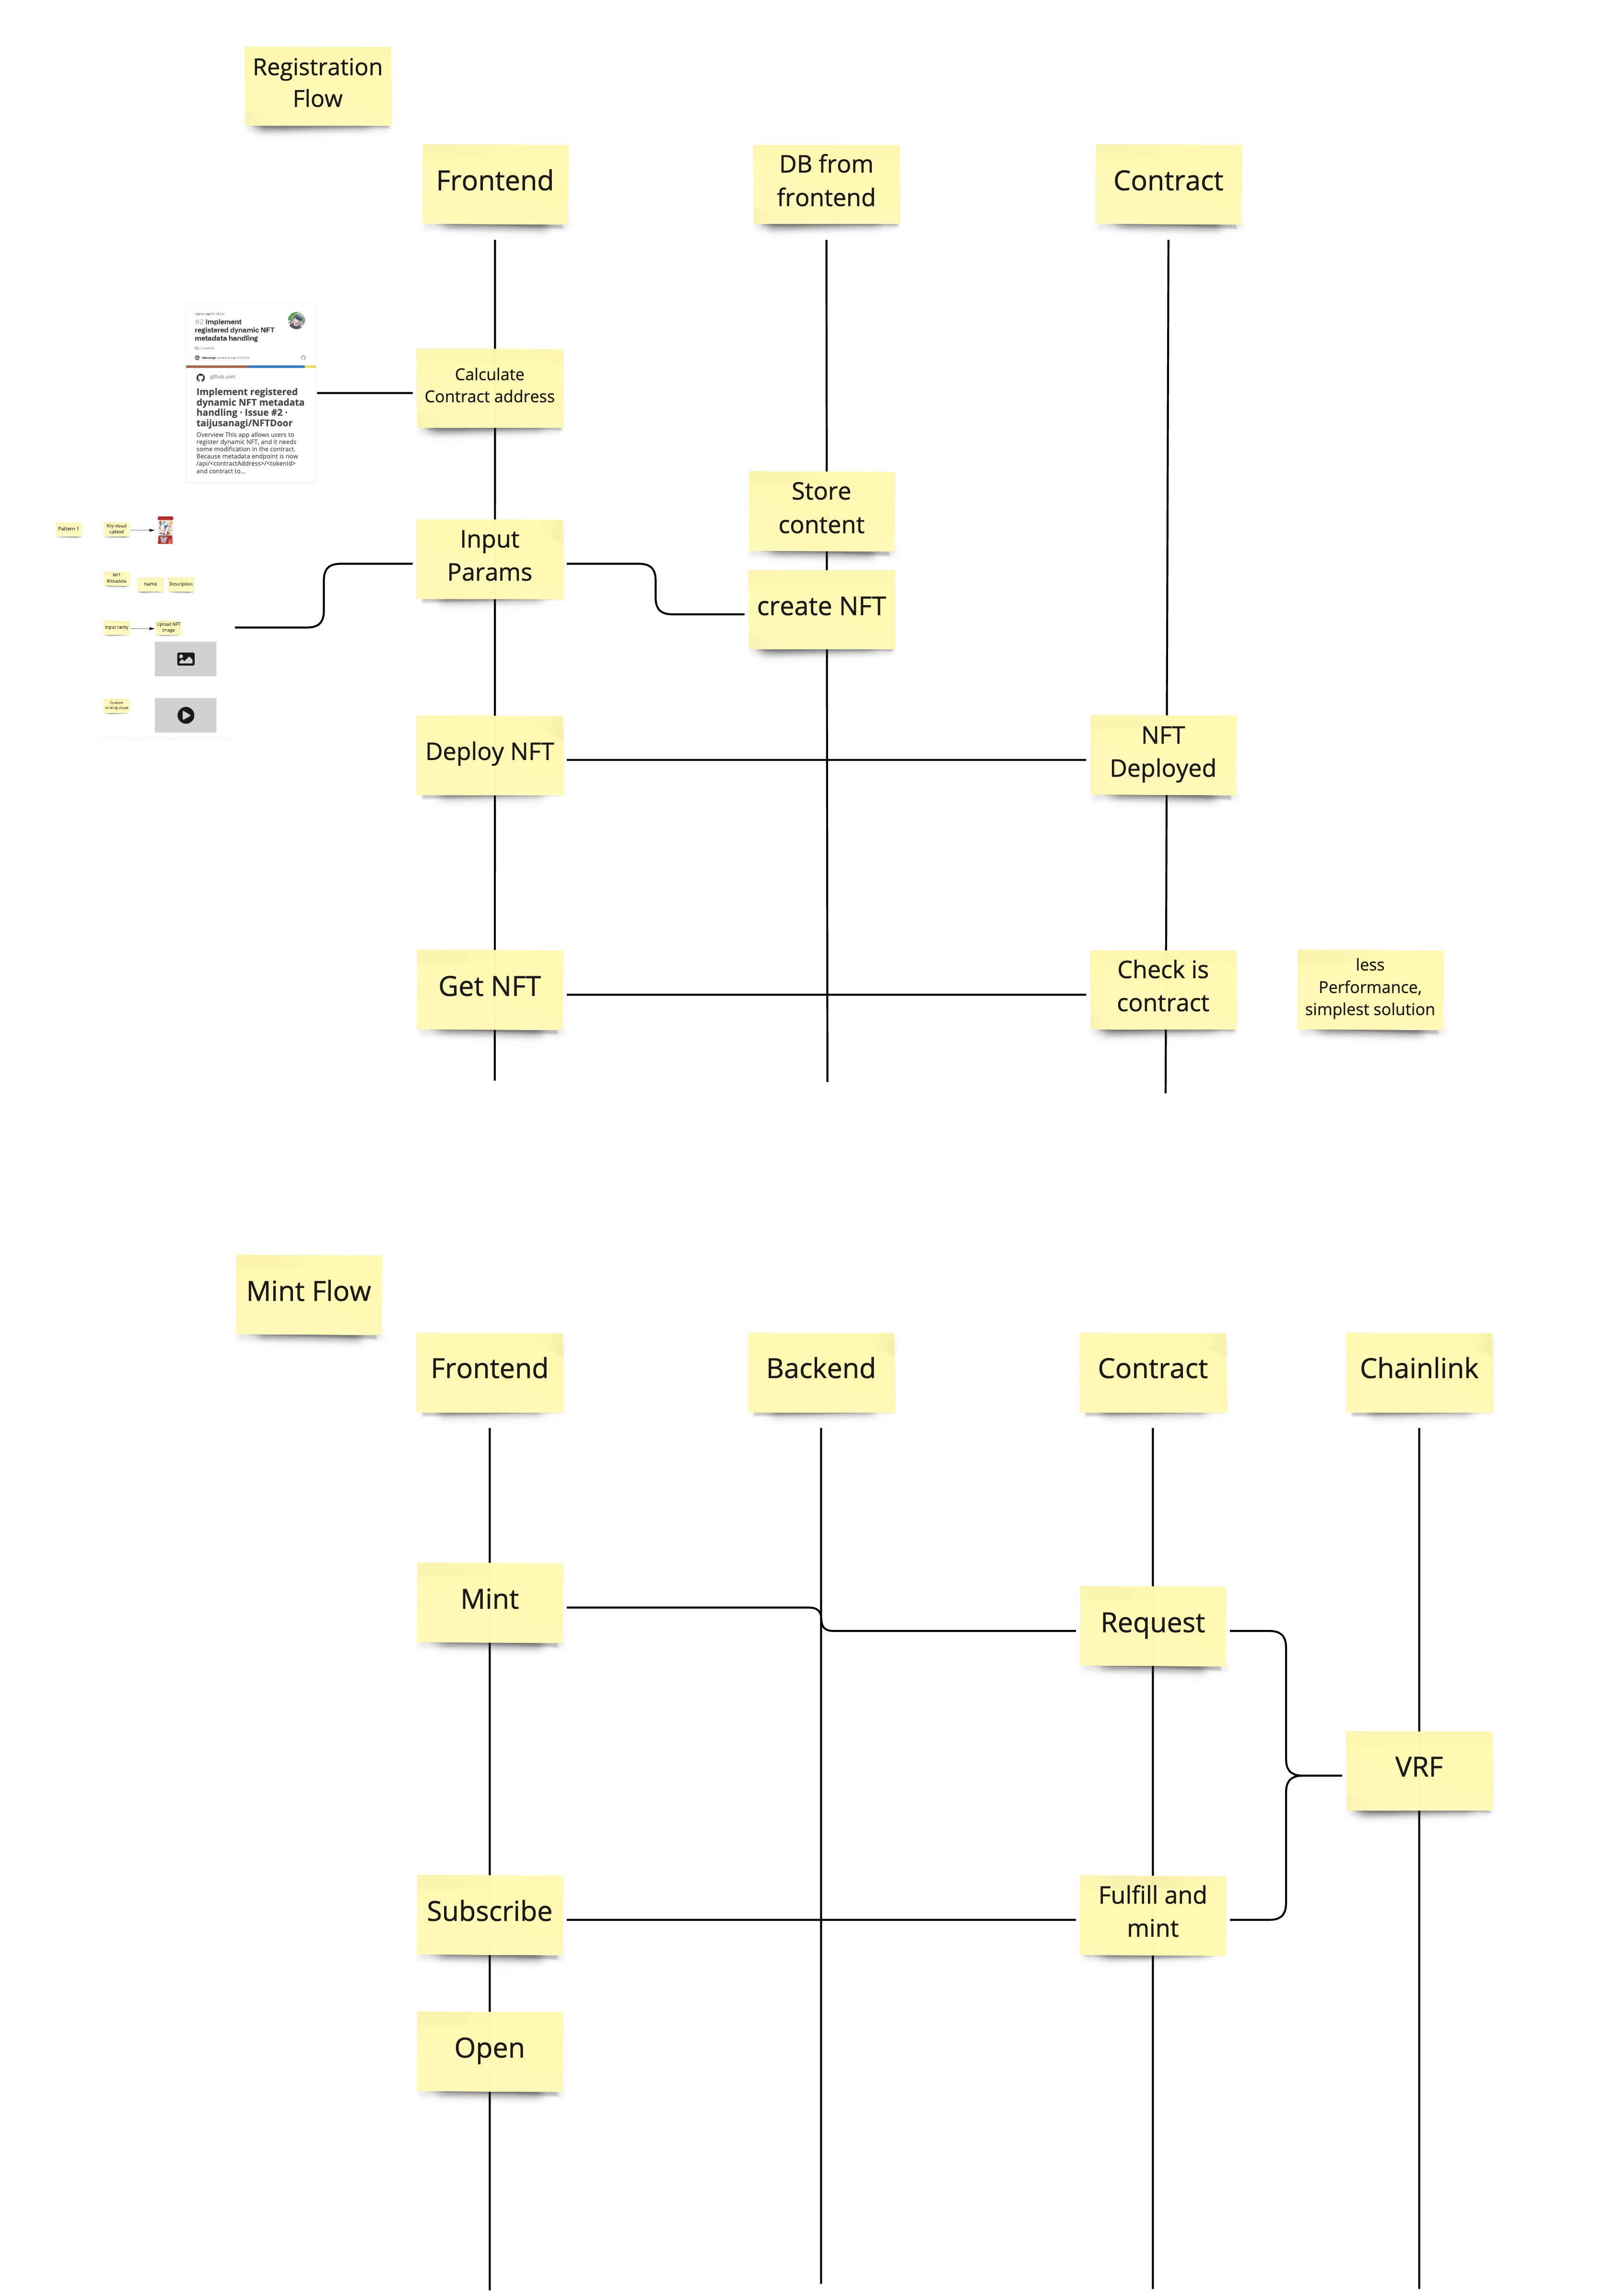 Registration
Flow
Frontend
DB from
frontend
Contract
#2 Implement
registered dynamic NFT
metadata handling
github.com
Implement registered
dynamic NFT metadata
handling · Issue #2 ·
taijusanagi/NFTDoor
Overview This app allows users to
register dynamic NFT, and it needs
some modification in the contract.
Because metadata endpoint is now
/api/<contractAddress>/<tokenId>
and contract to...
Calculate
Contract address
Store
content
Pattern 1
Key visual
upload
Input
Params
NFT
Metadata
name
Description
create NFT
Input rarity
Upload NFT
image
Deploy NFT
NFT
Deployed
Get NFT
Check is
contract
less
Performance,
simplest solution
Mint Flow
Frontend
Backend
Contract
Chainlink
Mint
Request
VRF
Subscribe
Fulfill and
mint
Open